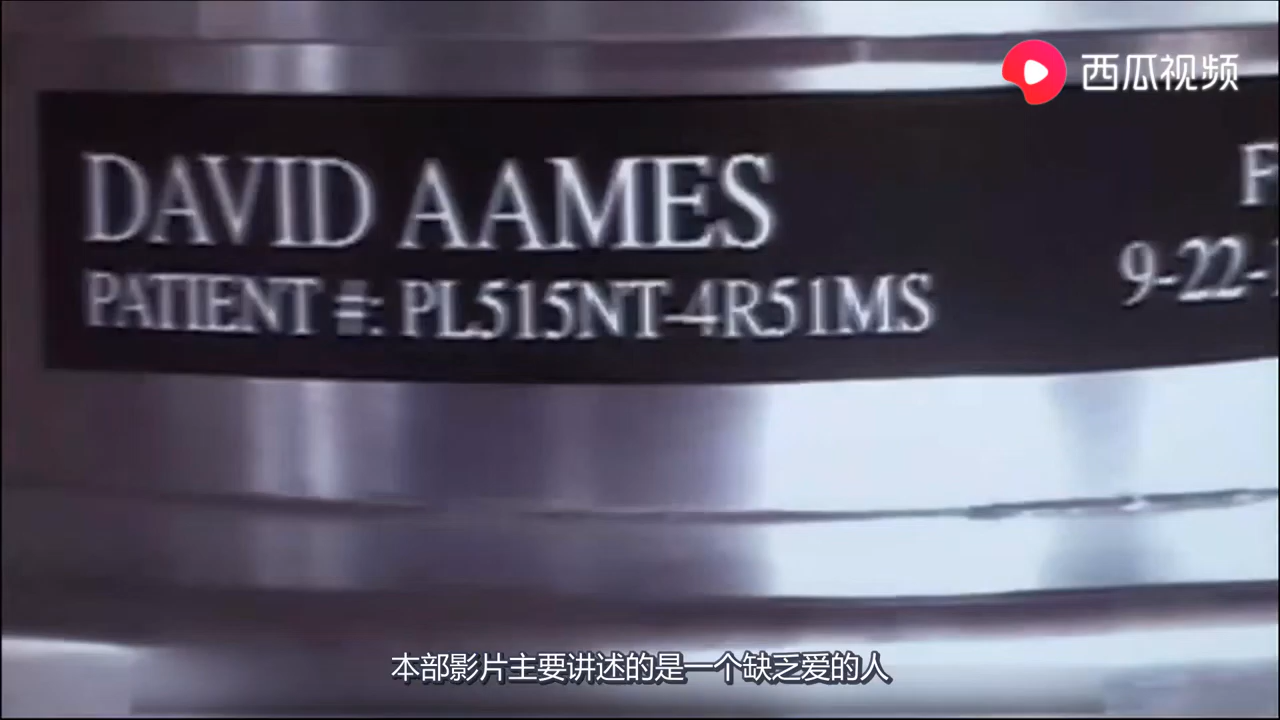 西瓜视频
DAVID AAMES
PATIENT #: PL515NT-4R51MS
9-22-
本部影片主要讲述的是一个缺乏爱的人